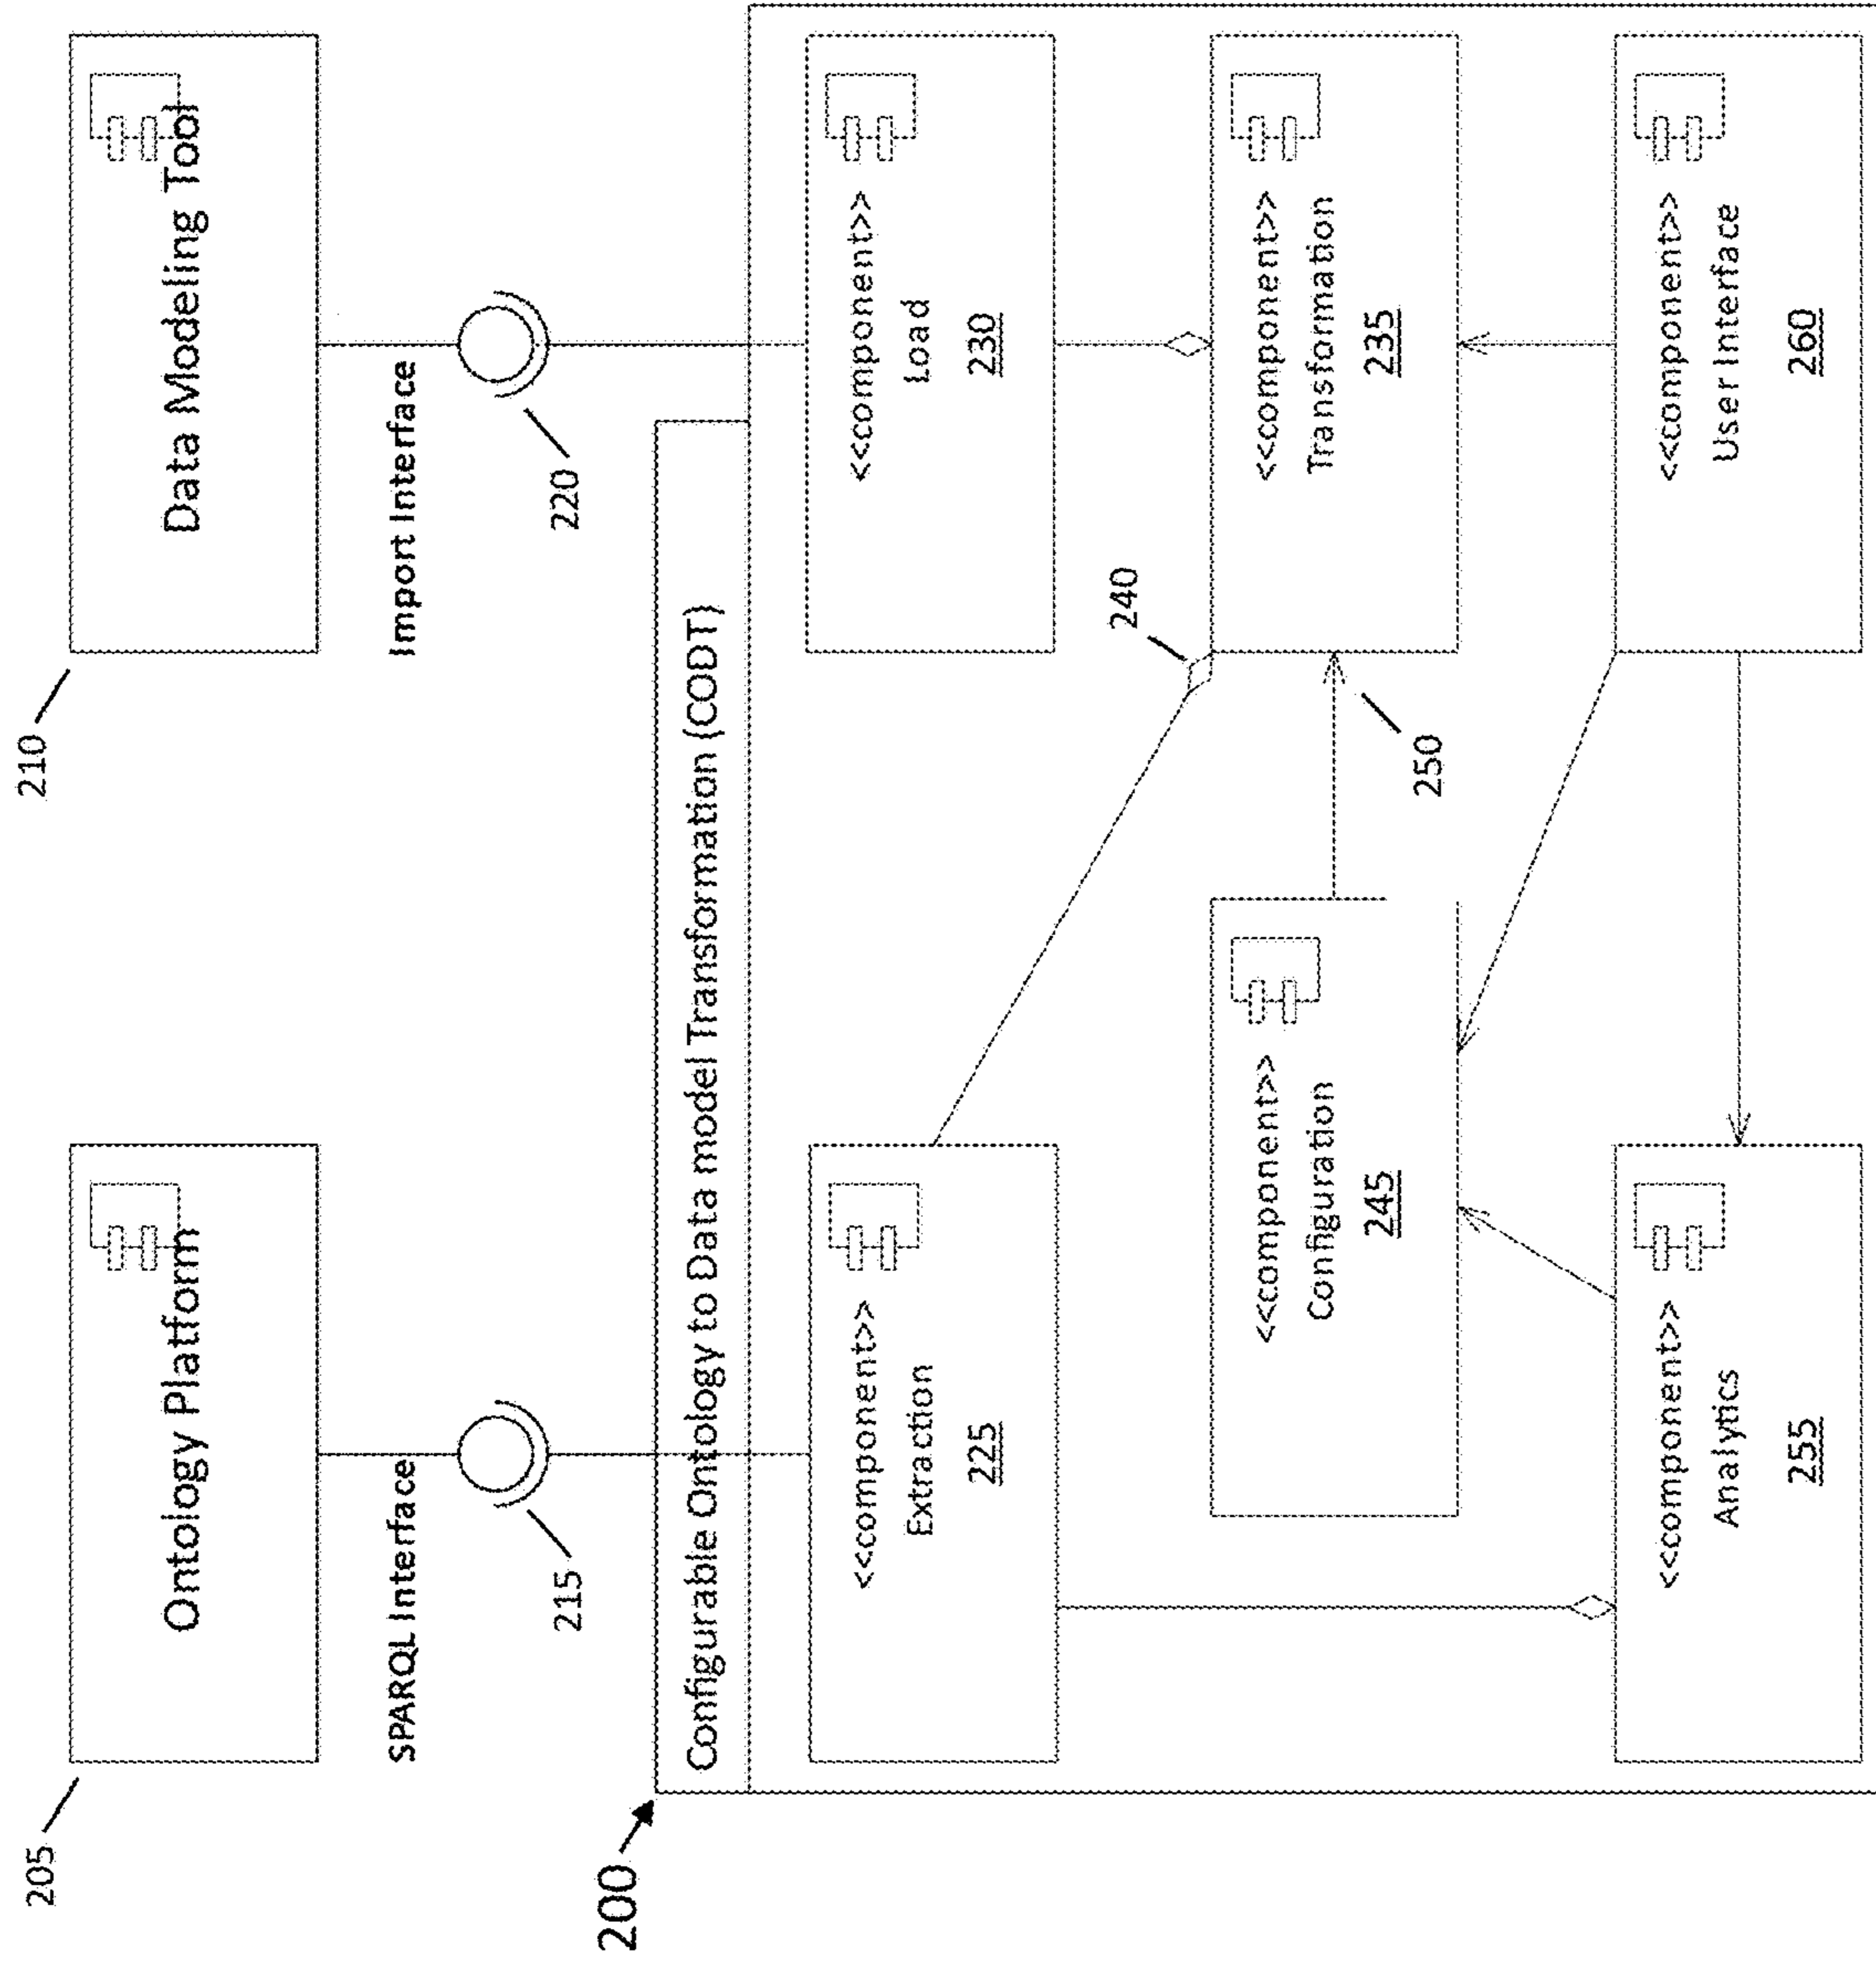 205
Ontology Platform
210
Data Modeling Tool
SPARQL Interface
215
Import Interface
220
200
Configurable Ontology to Data model Transformation (CODT)
<<component>>
Extraction
225
<<component>>
Load
230
240
<<component>>
Configuration
245
250
<<component>>
Transformation
235
<<component>>
Analytics
255
<<component>>
User Interface
260